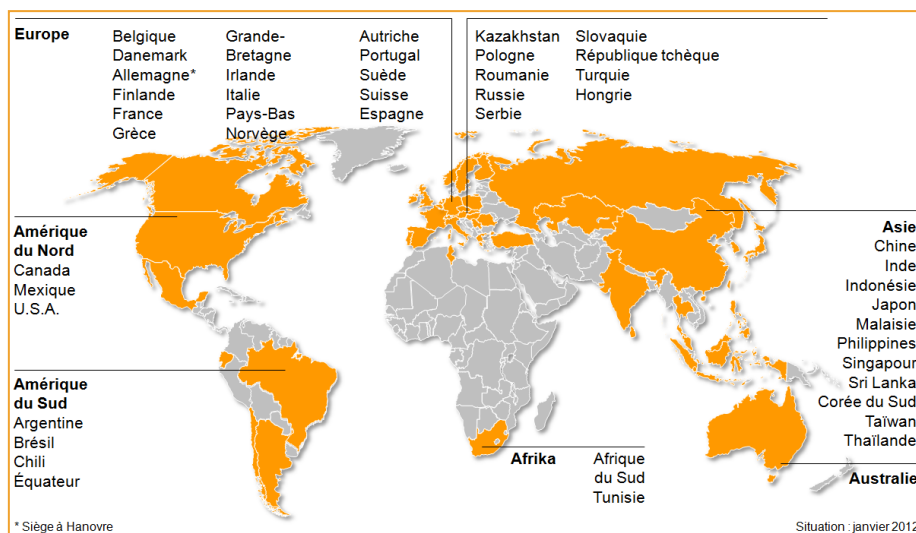 Europe
Belgique
Danemark
Allemagne*
Finlande
France
Grèce
Grande-
Bretagne
Irlande
Italie
Pays-Bas
Norvège
Autriche
Portugal
Suède
Suisse
Espagne
Kazakhstan
Pologne
Roumanie
Russie
Serbie
Slovaquie
République tchèque
Turquie
Hongrie
Amérique
du Nord
Canada
Mexique
U.S.A.
Amérique
du Sud
Argentine
Brésil
Chili
Équateur
Afrika
Afrique
du Sud
Tunisie
Asie
Chine
Inde
Indonésie
Japon
Malaisie
Philippines
Singapour
Sri Lanka
Corée du Sud
Taïwan
Thaïlande
Australie
* Siège à Hanovre
Situation : janvier 2012